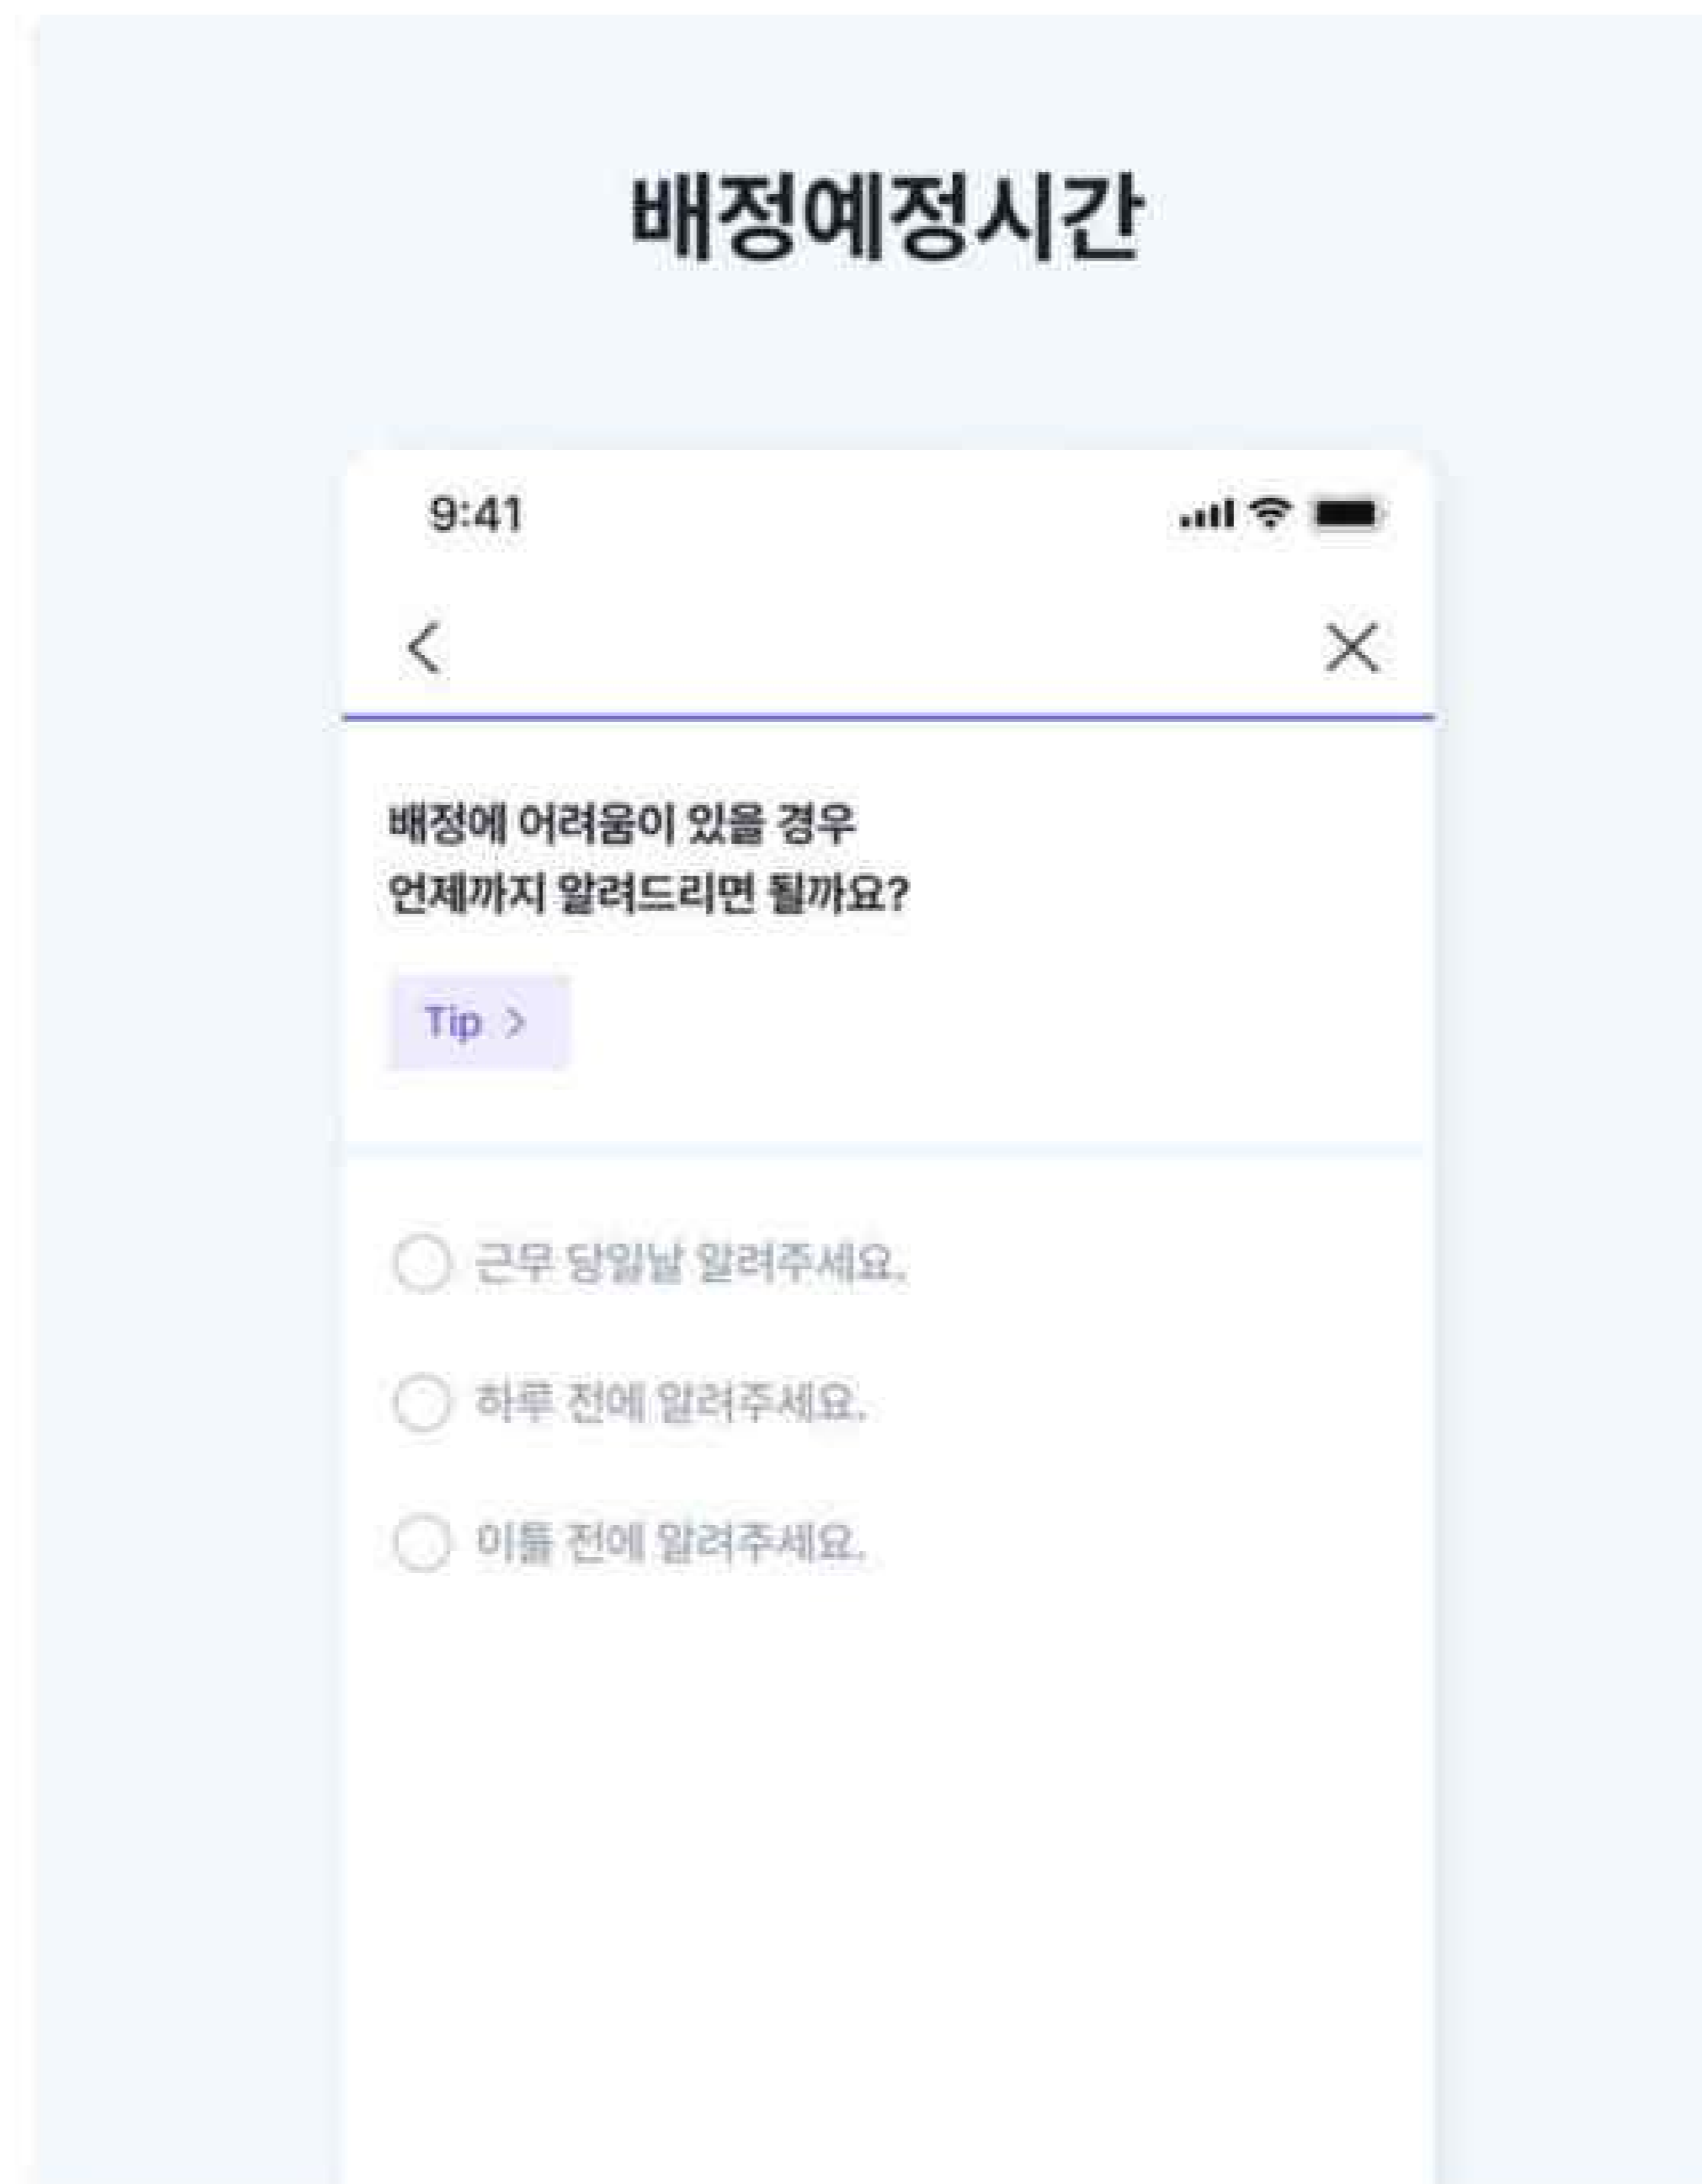 배정예정시간
9:41
배정에 어려움이 있을 경우
언제까지 알려드리면 될까요?
Tip >
근무 당일날 알려주세요.
하루 전에 알려주세요.
이틀 전에 알려주세요.